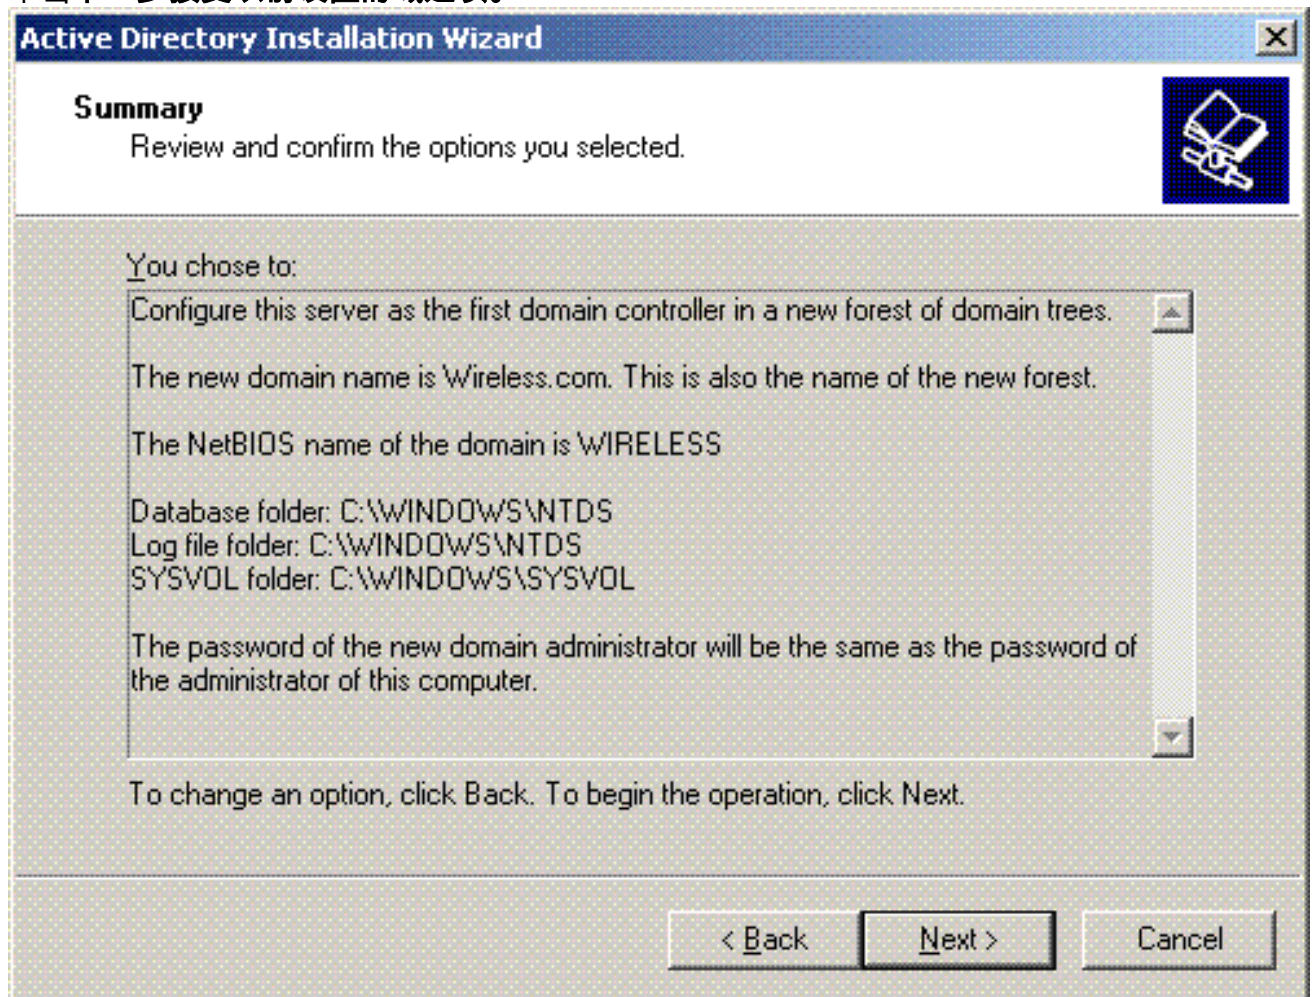 Active Directory Installation Wizard
Summary
Review and confirm the options you selected.
You chose to:
Configure this server as the first domain controller in a new forest of domain trees.
The new domain name is Wireless.com. This is also the name of the new forest.
The NetBIOS name of the domain is WIRELESS
Database folder: C:\WINDOWS\NTDS
Log file folder: C:\WINDOWS\NTDS
SYSVOL folder: C:\WINDOWS\SYSVOL
The password of the new domain administrator will be the same as the password of
the administrator of this computer.
To change an option, click Back. To begin the operation, click Next.
< Back
Next >
Cancel